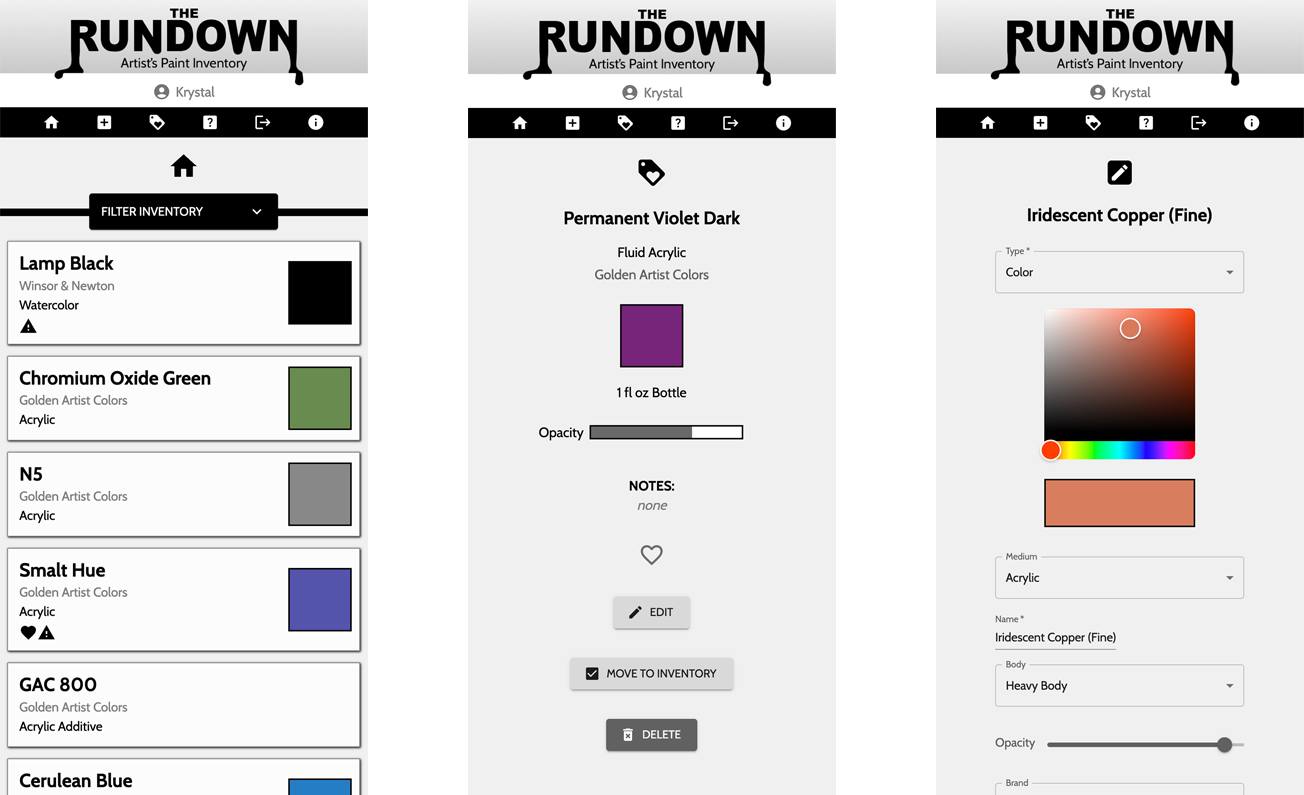 THE
RUNDOWN
Artist's Paint Inventory
Krystal
FILTER INVENTORY
Lamp Black
Winsor & Newton
Watercolor
Chromium Oxide Green
Golden Artist Colors
Acrylic
N5
Golden Artist Colors
Acrylic
Smalt Hue
Golden Artist Colors
Acrylic
GAC 800
Golden Artist Colors
Acrylic Additive
Cerulean Blue
THE
RUNDOWN
Artist's Paint Inventory
Krystal
?
Permanent Violet Dark
Fluid Acrylic
Golden Artist Colors
1 fl oz Bottle
Opacity
NOTES:
none
EDIT
MOVE TO INVENTORY
DELETE
THE
RUNDOWN
Artist's Paint Inventory
Krystal
Iridescent Copper (Fine)
Type *
Color
Medium
Acrylic
Name *
Iridescent Copper (Fine)
Body
Heavy Body
Opacity
Brand